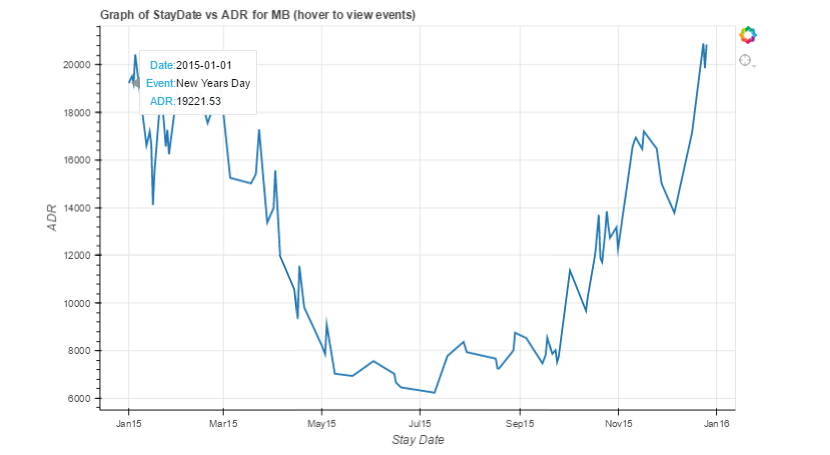 Graph of StayDate vs ADR for MB (hover to view events)
Date:2015-01-01
Event:New Years Day
ADR:19221.53
20000
18000
16000
14000
12000
10000
8000
6000
ADR
Jan15 Mar15 May15 Jul15 Sep15 Nov15 Jan16
Stay Date